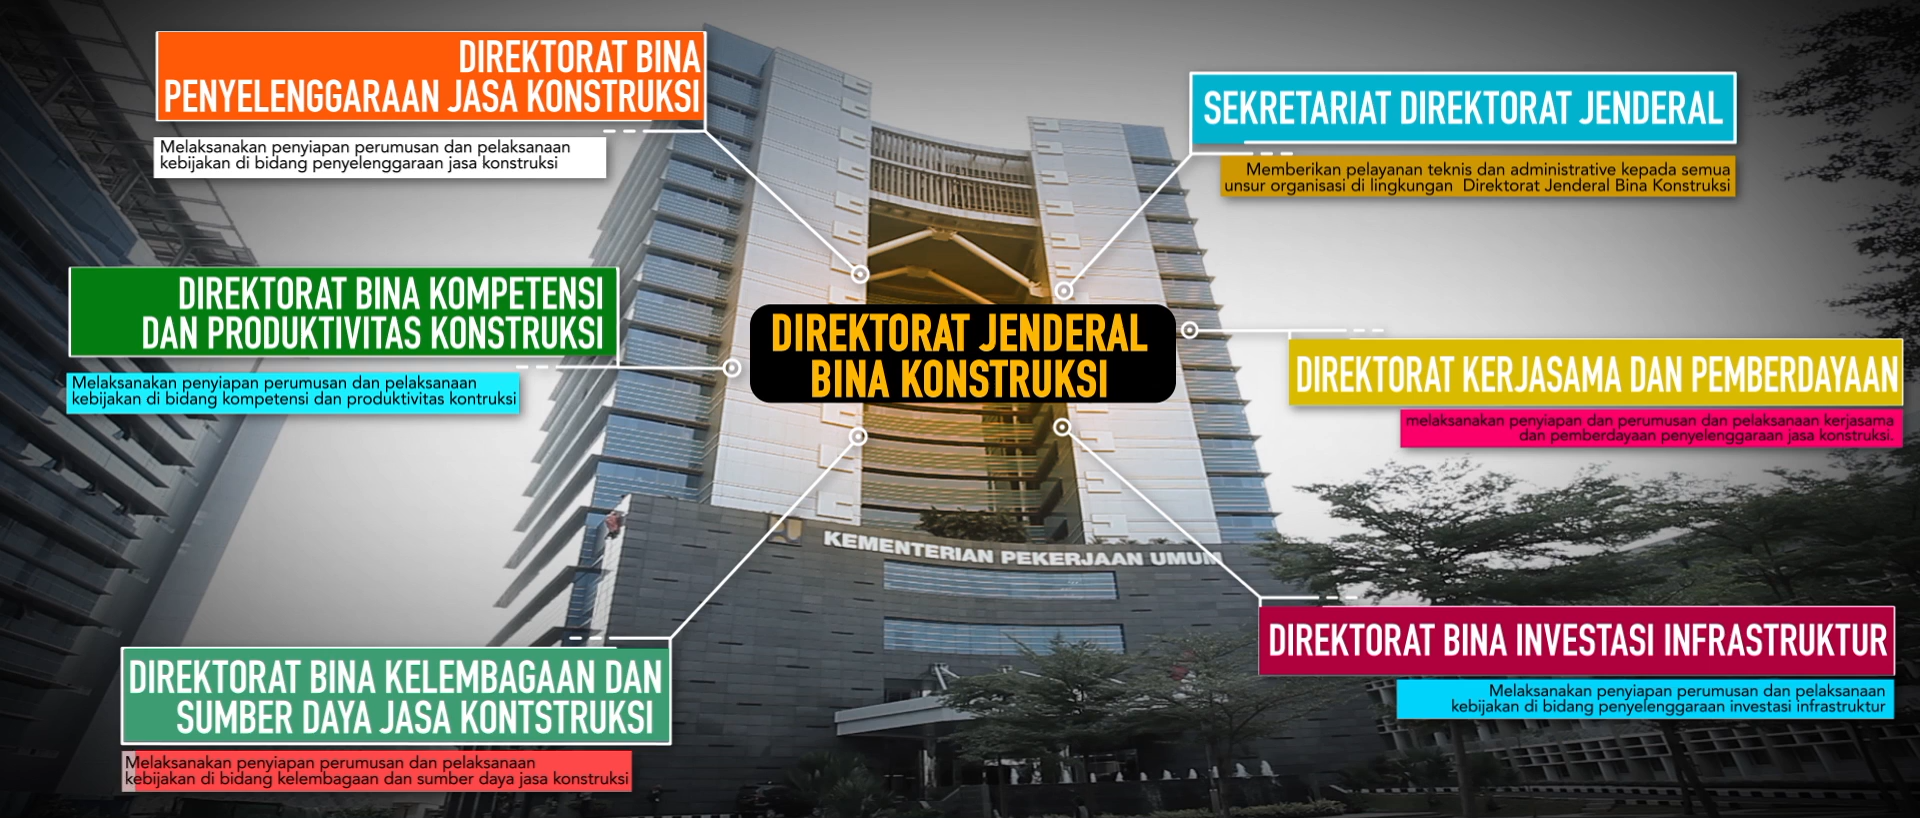 DIREKTORAT BINA
PENYELENGGARAAN JASA KONSTRUKSI
Melaksanakan penyiapan perumusan dan pelaksanaan
kebijakan di bidang penyelenggaraan jasa konstruksi
SEKRETARIAT DIREKTORAT JENDERAL
Memberikan pelayanan teknis dan administrative kepada semua
unsur organisasi di lingkungan Direktorat Jenderal Bina Konstruksi
DIREKTORAT BINA KOMPETENSI
DAN PRODUKTIVITAS KONSTRUKSI
Melaksanakan penyiapan perumusan dan pelaksanaan
kebijakan di bidang kompetensi dan produktivitas kontruksi
DIREKTORAT JENDERAL
BINA KONSTRUKSI
DIREKTORAT KERJASAMA DAN PEMBERDAYAAN
melaksanakan penyiapan dan perumusan dan pelaksanaan kerjasama
dan pemberdayaan penyelenggaraan jasa konstruksi.
KEMENTERIAN PEKERJAAN UMUM
DIREKTORAT BINA KELEMBAGAAN DAN
SUMBER DAYA JASA KONTSTRUKSI
Melaksanakan penyiapan perumusan dan pelaksanaan
kebijakan di bidang kelembagaan dan sumber daya jasa konstruksi
DIREKTORAT BINA INVESTASI INFRASTRUKTUR
Melaksanakan penyiapan perumusan dan pelaksanaan
kebijakan di bidang penyelenggaraan investasi infrastruktur